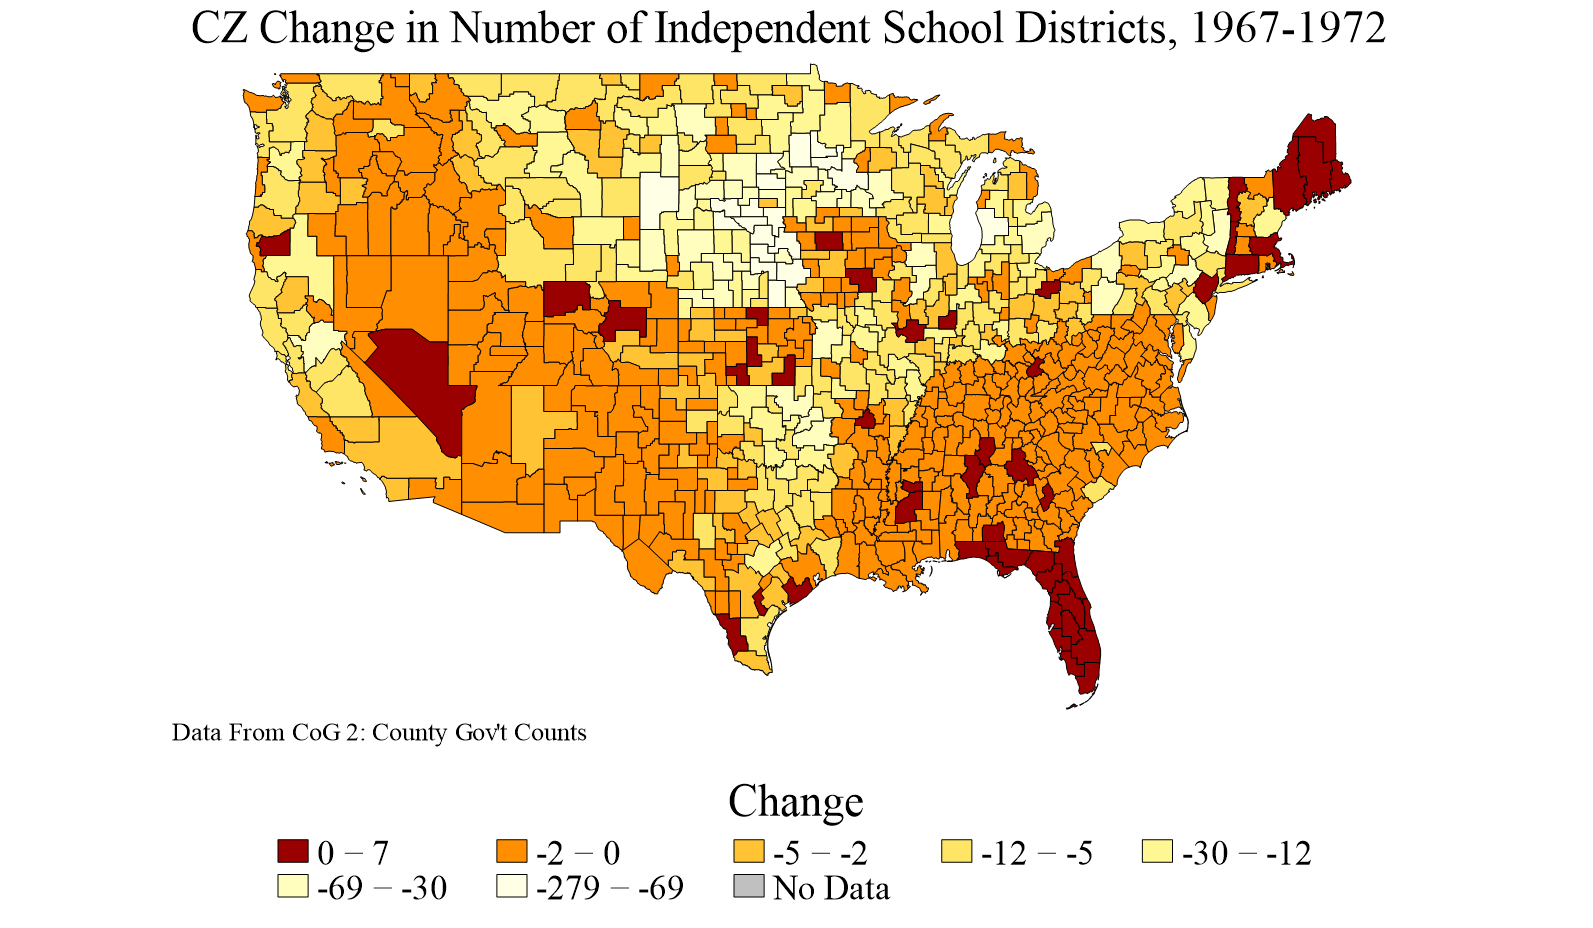 CZ Change in Number of Independent School Districts, 1967-1972
Data From CoG 2: County Gov't Counts
Change
0 − 7 -2 − 0 -5 − -2 -12 − -5 -30 − -12
-69 − -30 -279 − -69 No Data